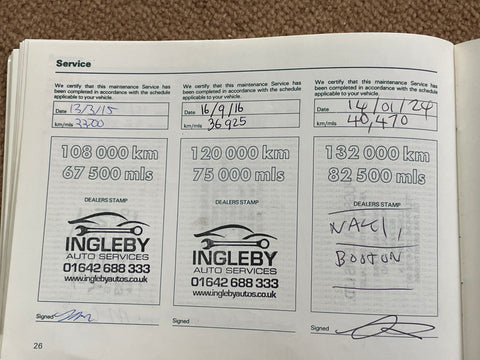 Service
We certify that this maintenance Service has
been completed in accordance with the schedule
applicable to your vehicle.
Date 13/3/15
km/mls 33200
108 000 km
67 500 mls
DEALERS STAMP
INGLEBY
AUTO SERVICES
01642 688 333
www.inglebyautos.co.uk
Signed
We certify that this maintenance Service has
been completed in accordance with the schedule
applicable to your vehicle.
Date 16/9/16
km/mls 36925
120 000 km
75 000 mls
DEALERS STAMP
INGLEBY
AUTO SERVICES
01642 688 333
www.inglebyautos.co.uk
Signed
We certify that this maintenance Service has
been completed in accordance with the schedule
applicable to your vehicle.
Date 14/01/24
km/mls 40,470
132 000 km
82 500 mls
DEALERS STAMP
Signed
26